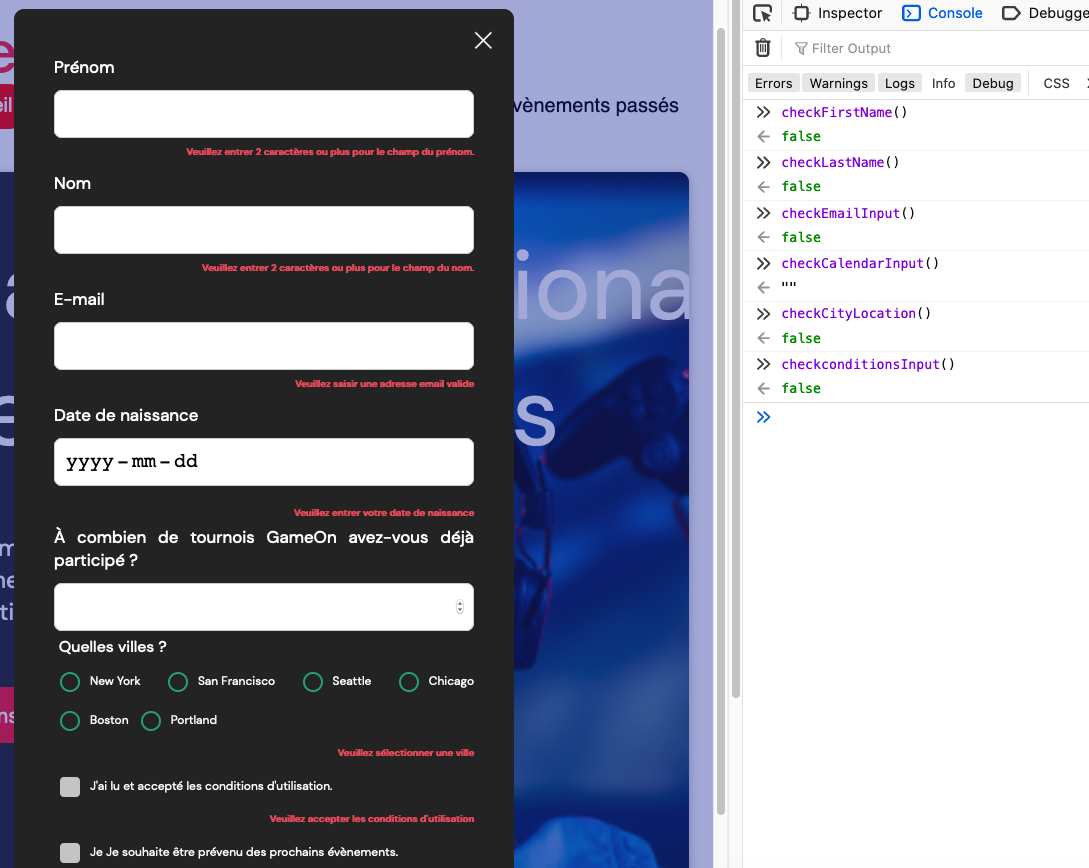 Prénom
Veuillez entrer 2 caractères ou plus pour le champ du prénom.
Nom
Veuillez entrer 2 caractères ou plus pour le champ du nom.
E-mail
Veuillez saisir une adresse email valide
Date de naissance
yyyy – mm – dd
Veuillez entrer votre date de naissance
À combien de tournois GameOn avez-vous déjà
participé ?
Quelles villes ?
New York San Francisco Seattle Chicago
Boston Portland
Veuillez sélectionner une ville
J'ai lu et accepté les conditions d'utilisation.
Veuillez accepter les conditions d'utilisation
Je Je souhaite être prévenu des prochains évènements.
vènements passés
iona
s
Inspector Console Debugge
Filter Output
Errors Warnings Logs Info Debug CSS
checkFirstName()
false
checkLastName()
false
checkEmailInput()
false
checkCalendarInput()
""
checkCityLocation()
false
checkconditionsInput()
false